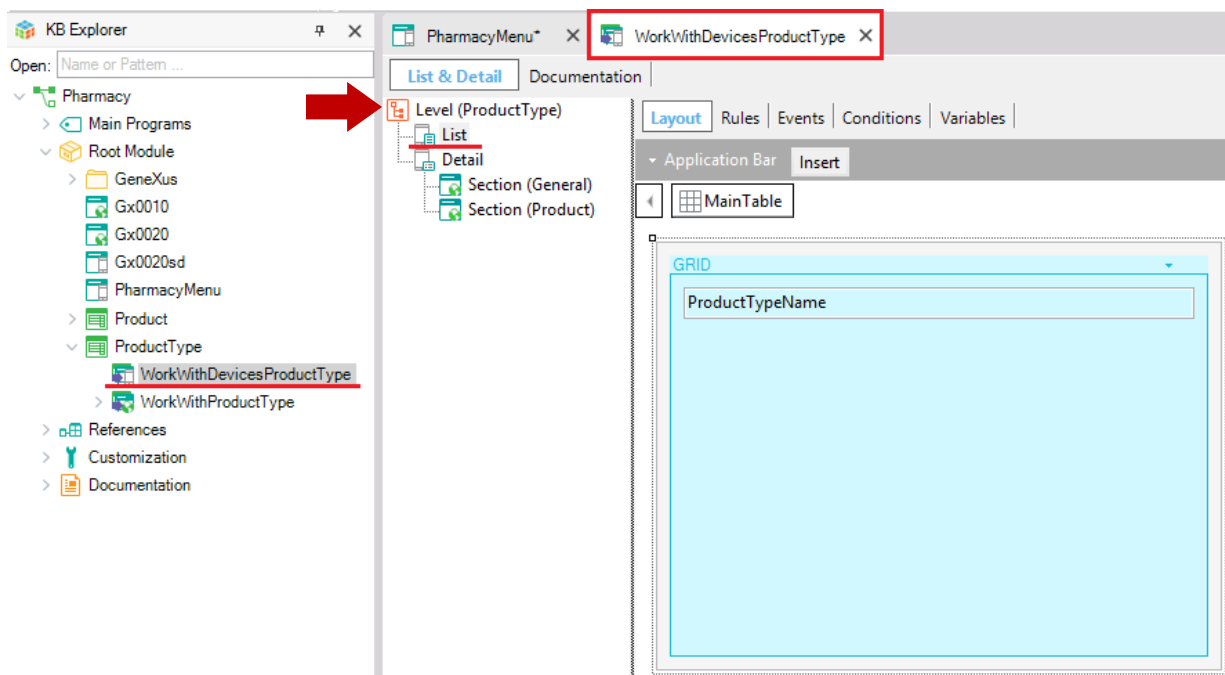 KB Explorer
Open: Name or Pattern ...
Pharmacy
Main Programs
Root Module
GeneXus
Gx0010
Gx0020
Gx0020sd
PharmacyMenu
Product
ProductType
WorkWithDevicesProductType
WorkWithProductType
References
Customization
Documentation
PharmacyMenu*
WorkWithDevicesProductType
List & Detail
Documentation
Level (ProductType)
List
Detail
Section (General)
Section (Product)
Layout
Rules
Events
Conditions
Variables
Application Bar
Insert
MainTable
GRID
ProductTypeName